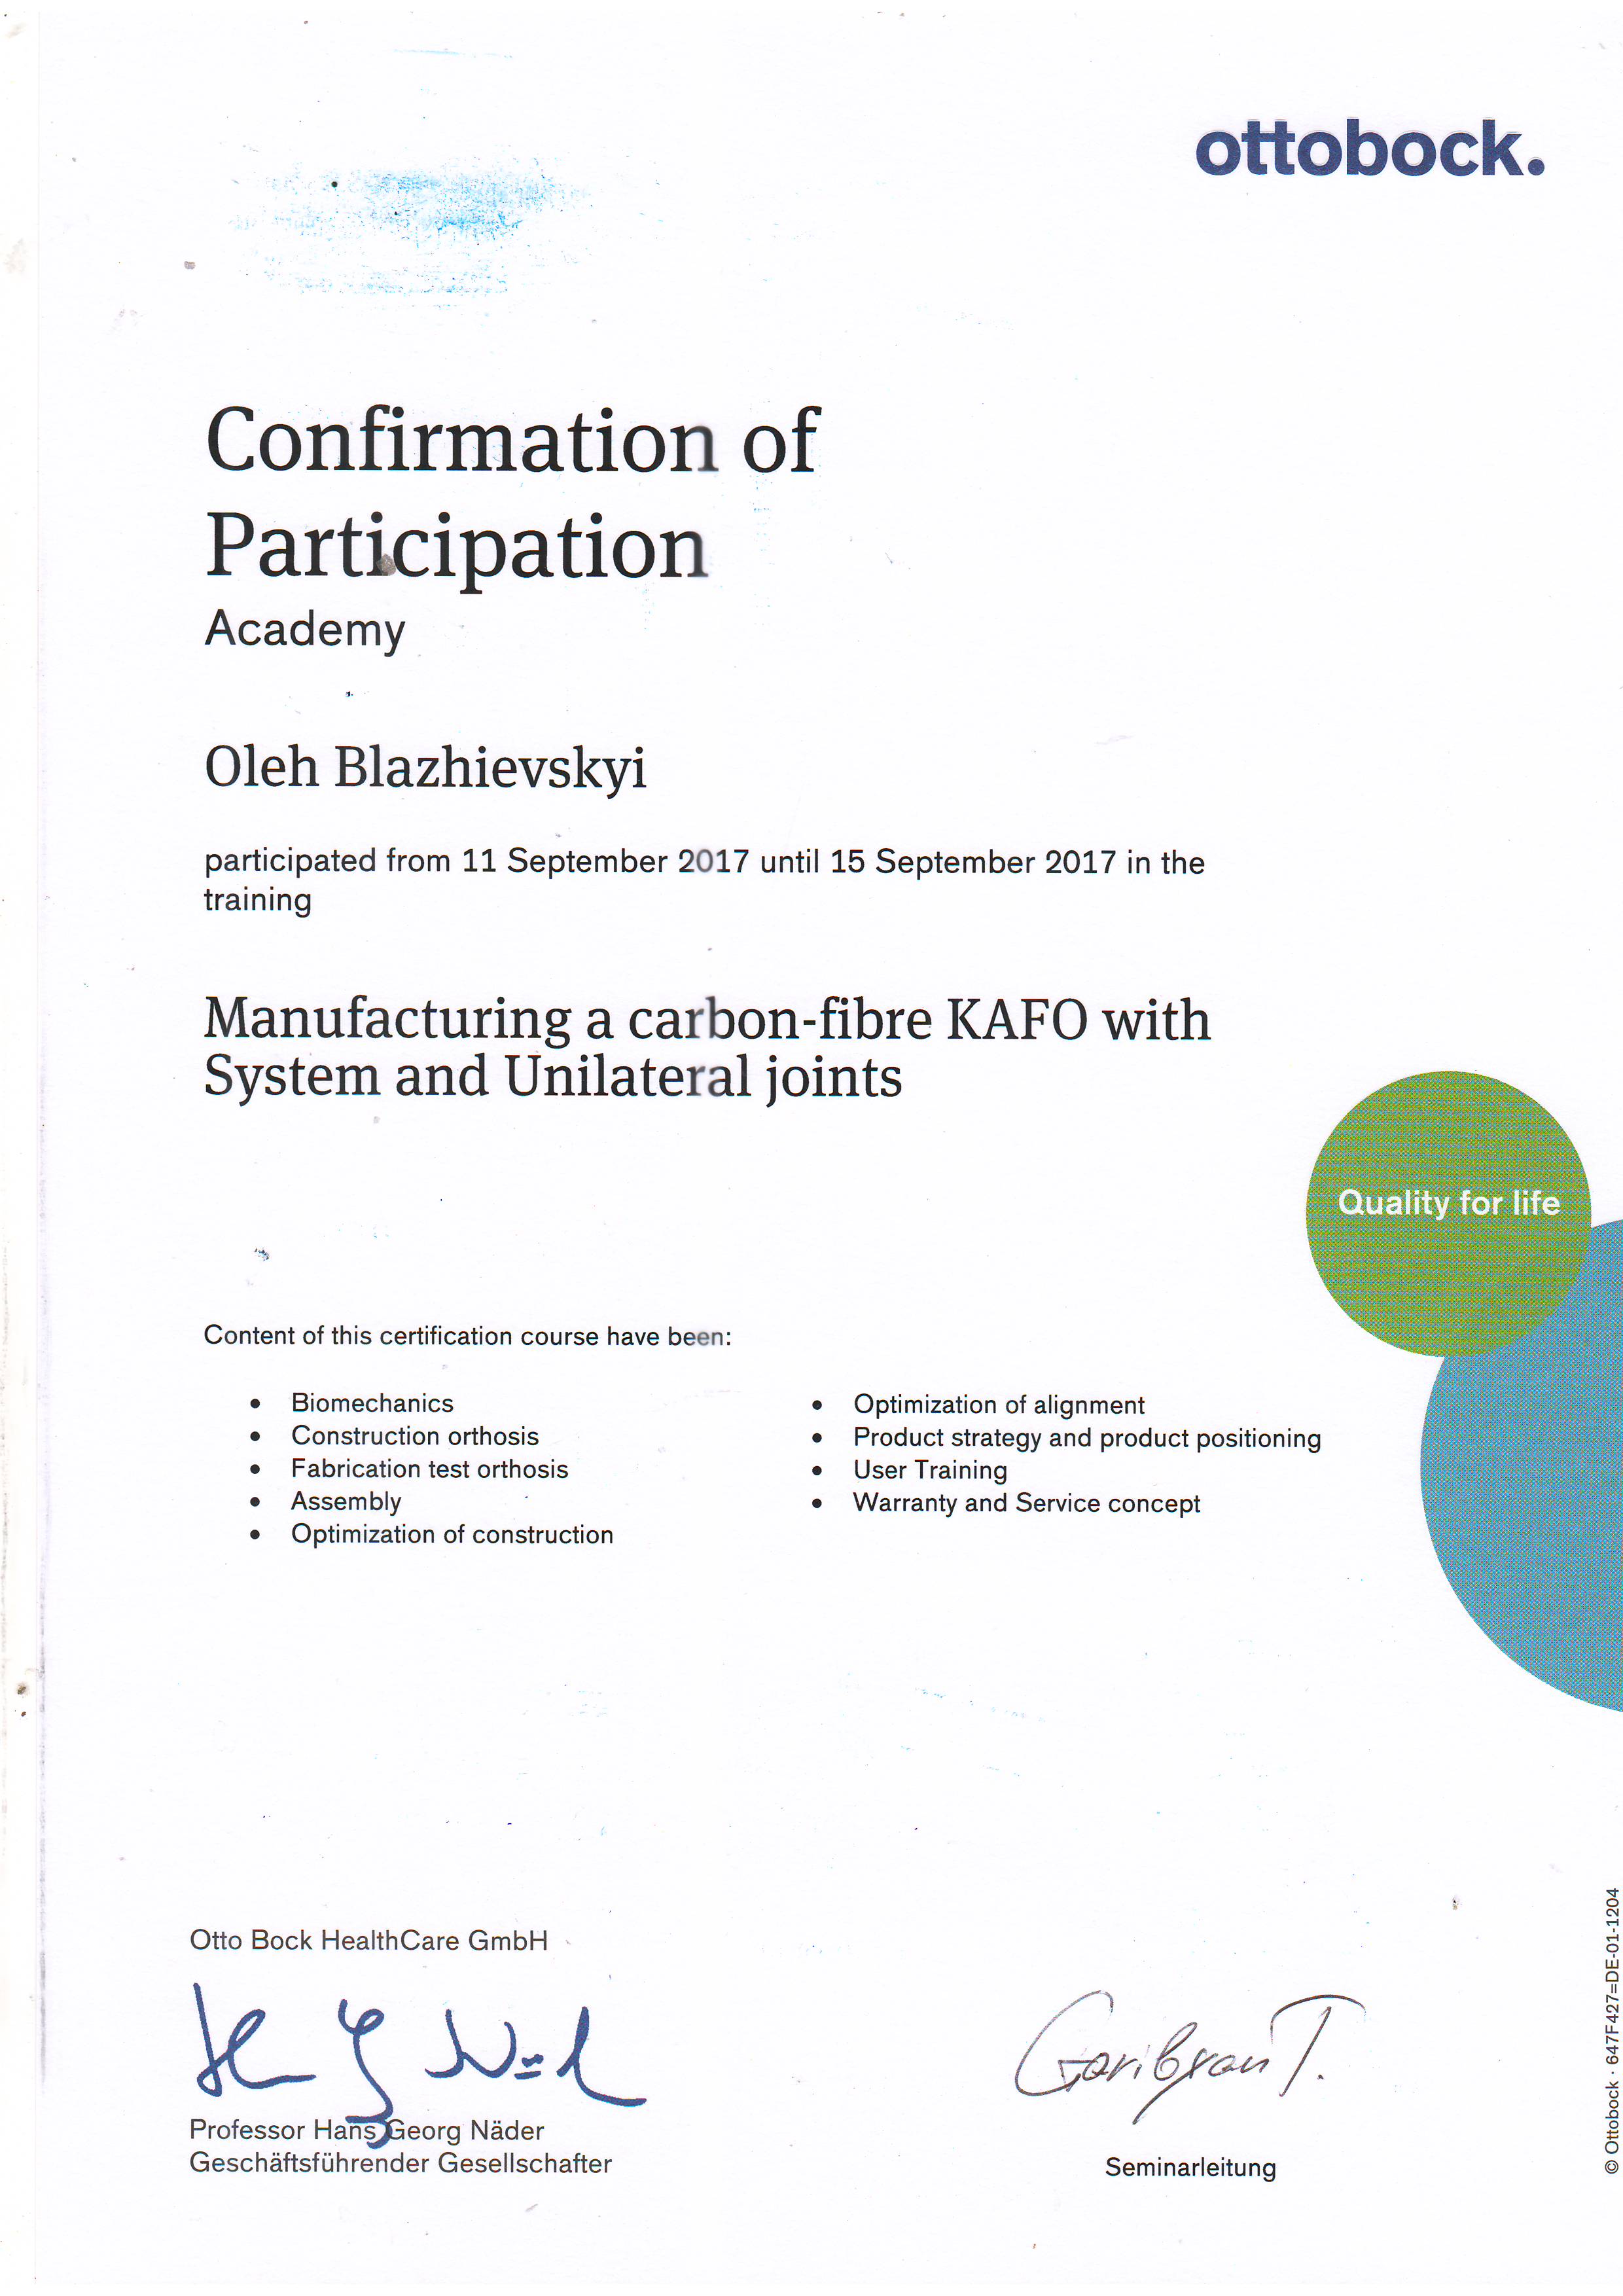 ottobock.
Confirmation of
Participation
Academy
Oleh Blazhievskyi
participated from 11 September 2017 until 15 September 2017 in the
training
Manufacturing a carbon-fibre KAFO with
System and Unilateral joints
Quality for life
Content of this certification course have been:
• Biomechanics
• Construction orthosis
• Fabrication test orthosis
• Assembly
• Optimization of construction
• Optimization of alignment
• Product strategy and product positioning
• User Training
• Warranty and Service concept
Otto Bock HealthCare GmbH
Professor Hans Georg Näder
Geschäftsführender Gesellschafter
Seminarleitung
© Ottobock · 647F427=DE-01-1204